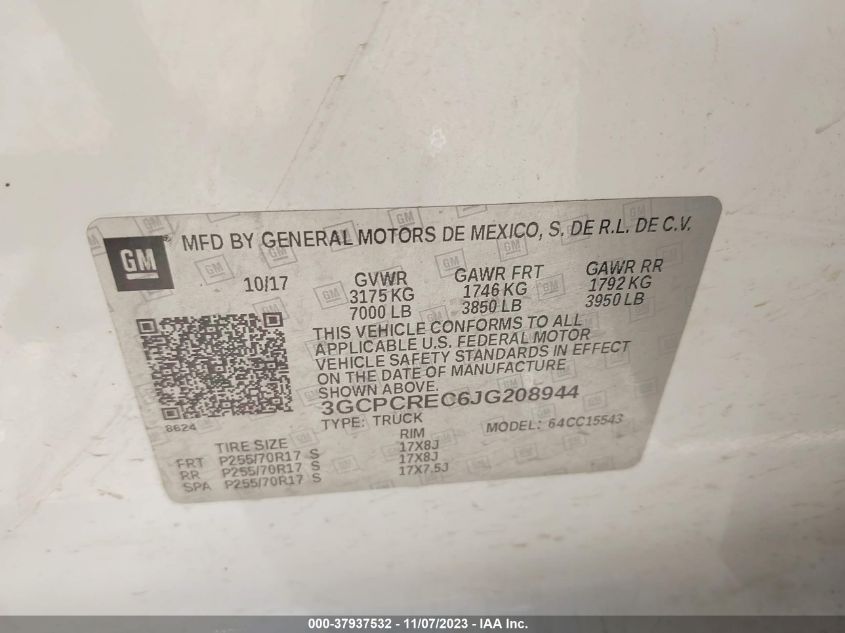 GM
MFD BY GENERAL MOTORS DE MEXICO, S. DE R.L. DE C.V.
10/17 GVWR GAWR FRT GAWR RR
3175 KG 1746 KG 1792 KG
7000 LB 3850 LB 3950 LB
THIS VEHICLE CONFORMS TO ALL
APPLICABLE U.S. FEDERAL MOTOR
VEHICLE SAFETY STANDARDS IN EFFECT
ON THE DATE OF MANUFACTURE
SHOWN ABOVE.
3GCPCREC6JG208944
8624
TYPE: TRUCK MODEL: 64CC15543
TIRE SIZE RIM
FRT P255/70R17 S 17X8J
RR P255/70R17 S 17X8J
SPA P255/70R17 S 17X7.5J
000-37937532 - 11/07/2023 - IAA Inc.